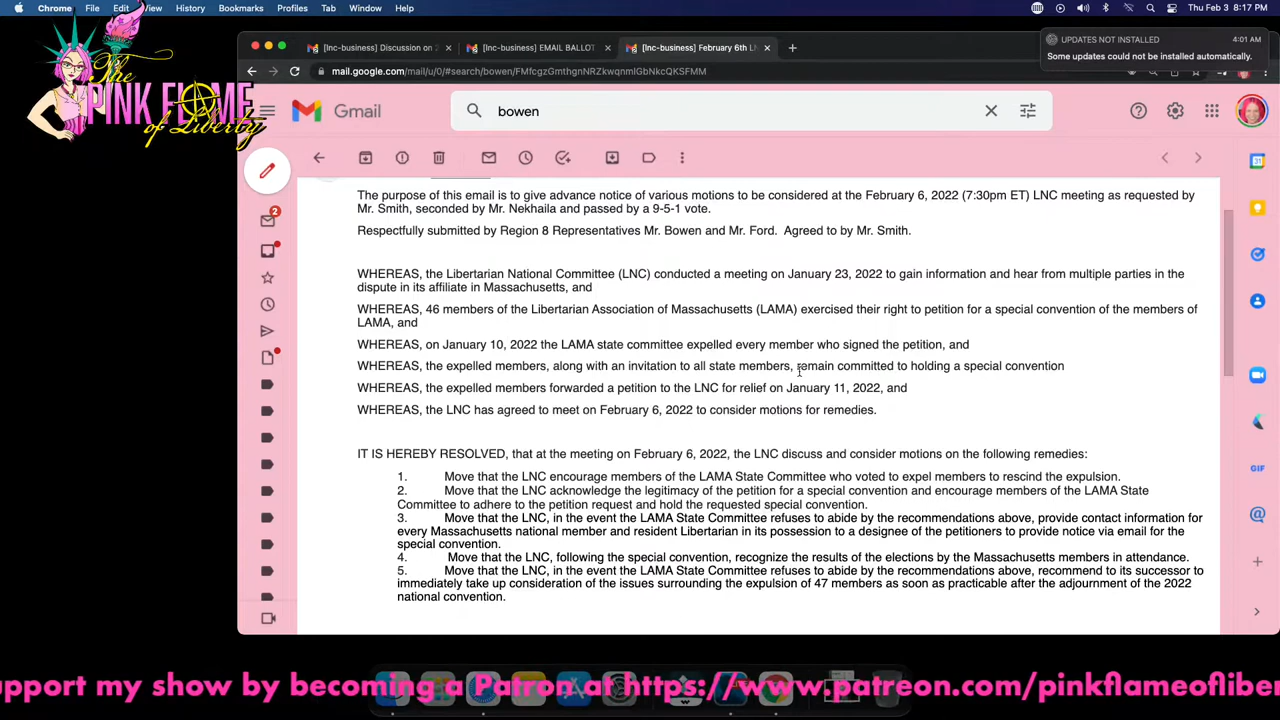 Chrome File Edit View History Bookmarks Profiles Tab Window Help Thu Feb 3 8:17 PM
The
PINK FLAME
of Liberty
[lnc-business] Discussion on 2 [lnc-business] EMAIL BALLOT [lnc-business] February 6th LN
UPDATES NOT INSTALLED 4:01 AM
Some updates could not be installed automatically.
mail.google.com/mail/u/0/#search/bowen/FMfcgzGmthgnNRZkwqnmlGbNkcQKSFMM
Gmail bowen
2
The purpose of this email is to give advance notice of various motions to be considered at the February 6, 2022 (7:30pm ET) LNC meeting as requested by
Mr. Smith, seconded by Mr. Nekhaila and passed by a 9-5-1 vote.
Respectfully submitted by Region 8 Representatives Mr. Bowen and Mr. Ford. Agreed to by Mr. Smith.
WHEREAS, the Libertarian National Committee (LNC) conducted a meeting on January 23, 2022 to gain information and hear from multiple parties in the
dispute in its affiliate in Massachusetts, and
WHEREAS, 46 members of the Libertarian Association of Massachusetts (LAMA) exercised their right to petition for a special convention of the members of
LAMA, and
WHEREAS, on January 10, 2022 the LAMA state committee expelled every member who signed the petition, and
WHEREAS, the expelled members, along with an invitation to all state members, remain committed to holding a special convention
WHEREAS, the expelled members forwarded a petition to the LNC for relief on January 11, 2022, and
WHEREAS, the LNC has agreed to meet on February 6, 2022 to consider motions for remedies.
IT IS HEREBY RESOLVED, that at the meeting on February 6, 2022, the LNC discuss and consider motions on the following remedies:
1. Move that the LNC encourage members of the LAMA State Committee who voted to expel members to rescind the expulsion.
2. Move that the LNC acknowledge the legitimacy of the petition for a special convention and encourage members of the LAMA State
Committee to adhere to the petition request and hold the requested special convention.
3. Move that the LNC, in the event the LAMA State Committee refuses to abide by the recommendations above, provide contact information for
every Massachusetts national member and resident Libertarian in its possession to a designee of the petitioners to provide notice via email for the
special convention.
4. Move that the LNC, following the special convention, recognize the results of the elections by the Massachusetts members in attendance.
5. Move that the LNC, in the event the LAMA State Committee refuses to abide by the recommendations above, recommend to its successor to
immediately take up consideration of the issues surrounding the expulsion of 47 members as soon as practicable after the adjournment of the 2022
national convention.
GIF
upport my show by becoming a Patron at https://www.patreon.com/pinkflameofliber